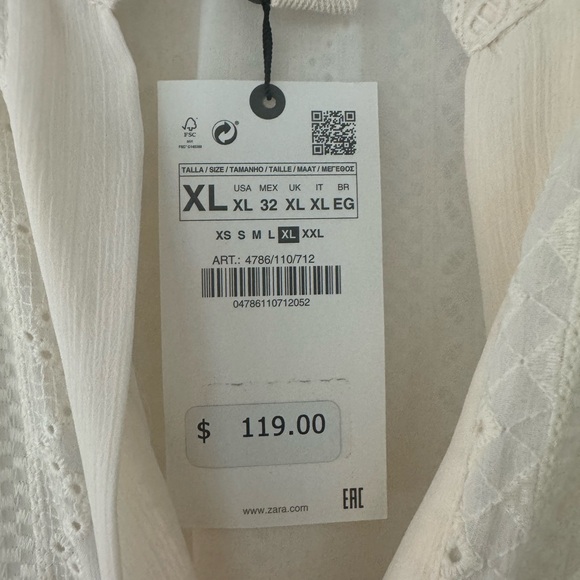 FSC
TALLA / SIZE / TAMANHO / TAILLE / MAAT / ΜΕΓΕΘΟΣ
XL USA XL MEX 32 UK XL IT XL BR EG
XS S M L XL XXL
ART.: 4786/110/712
04786110712052
$ 119.00
www.zara.com
EAC